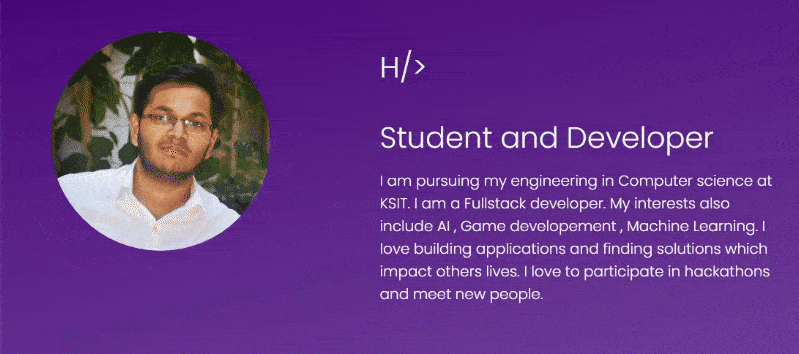 H/>
Student and Developer
I am pursuing my engineering in Computer science at
KSIT. I am a Fullstack developer. My interests also
include AI , Game developement , Machine Learning. I
love building applications and finding solutions which
impact others lives. I love to participate in hackathons
and meet new people.